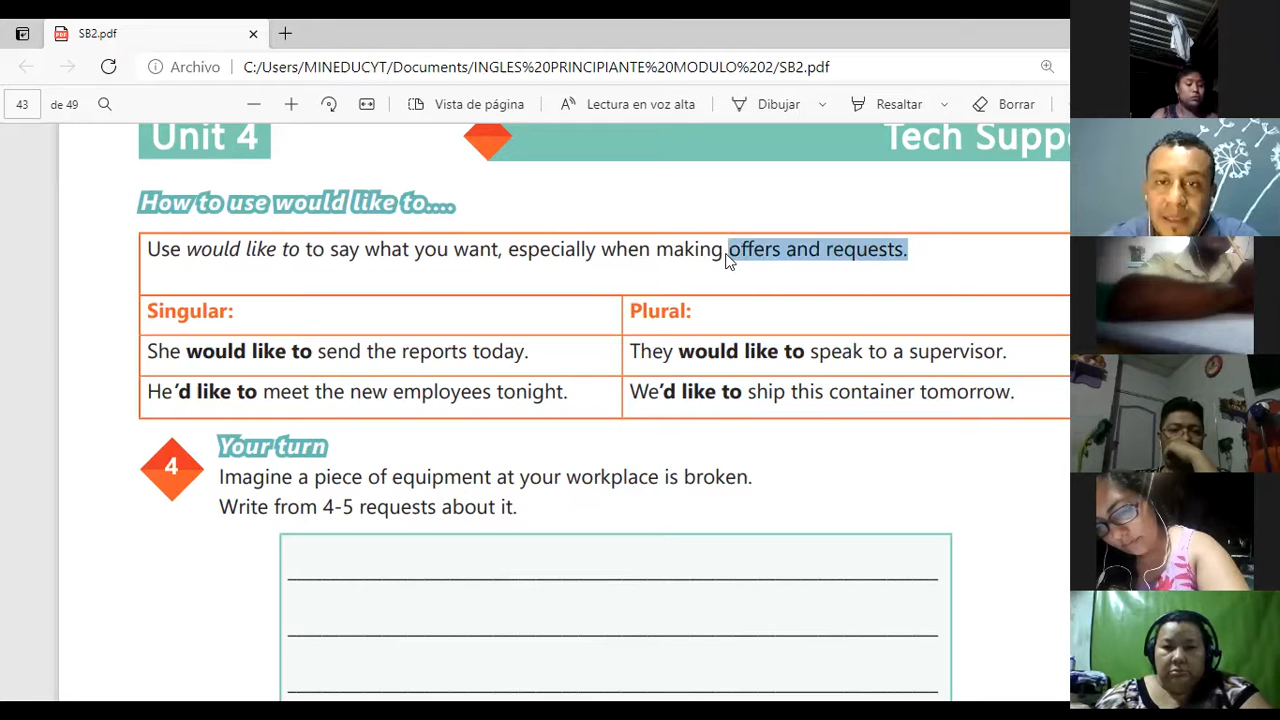 SB2.pdf
Archivo
C:/Users/MINEDUCYT/Documents/INGLES%20PRINCIPIANTE%20MODULO%202/SB2.pdf
43 de 49
Vista de página
Lectura en voz alta
Dibujar
Resaltar
Borrar
Unit 4
Tech Suppo
How to use would like to....
Use would like to to say what you want, especially when making offers and requests.
Singular:
Plural:
She would like to send the reports today.
They would like to speak to a supervisor.
He'd like to meet the new employees tonight.
We'd like to ship this container tomorrow.
4
Your turn
Imagine a piece of equipment at your workplace is broken.
Write from 4-5 requests about it.